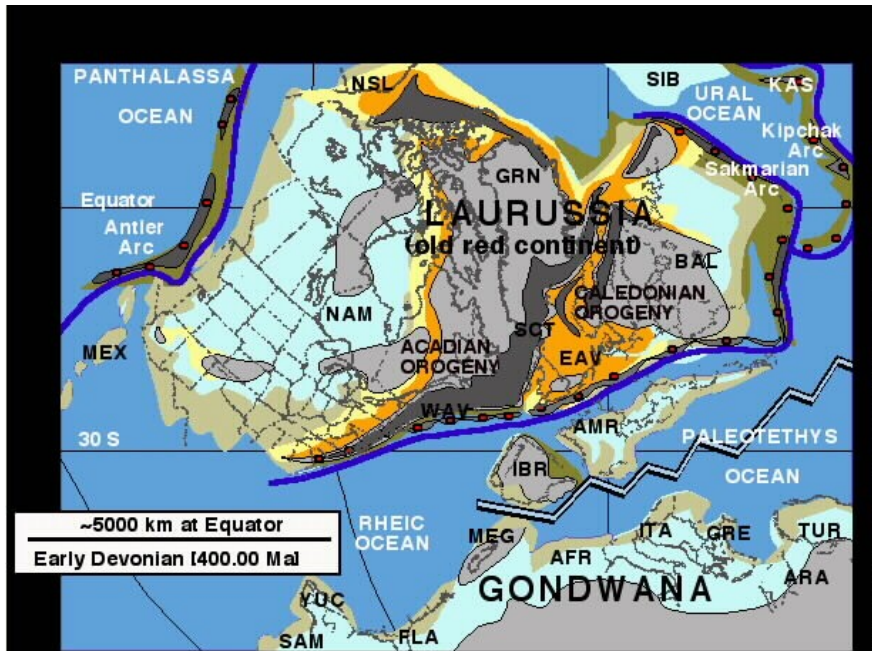 PANTHALASSA
OCEAN
NSL
SIB
URAL
OCEAN
KAS
Kipchak
Arc
Sakmarian
Arc
Equator
Antler
Arc
GRN
LAURUSSIA
(old red continent)
BAL
NAM
CALEDONIAN
OROGENY
SCT
MEX
ACADIAN
OROGENY
EAV
WAV
30 S
AMR
PALEOTETHYS
OCEAN
IBR
~5000 km at Equator
Early Devonian [400.00 Ma]
RHEIC
OCEAN
MEG
AFR
ITA
GRE
TUR
ARA
GONDWANA
YUC
SAM
FLA